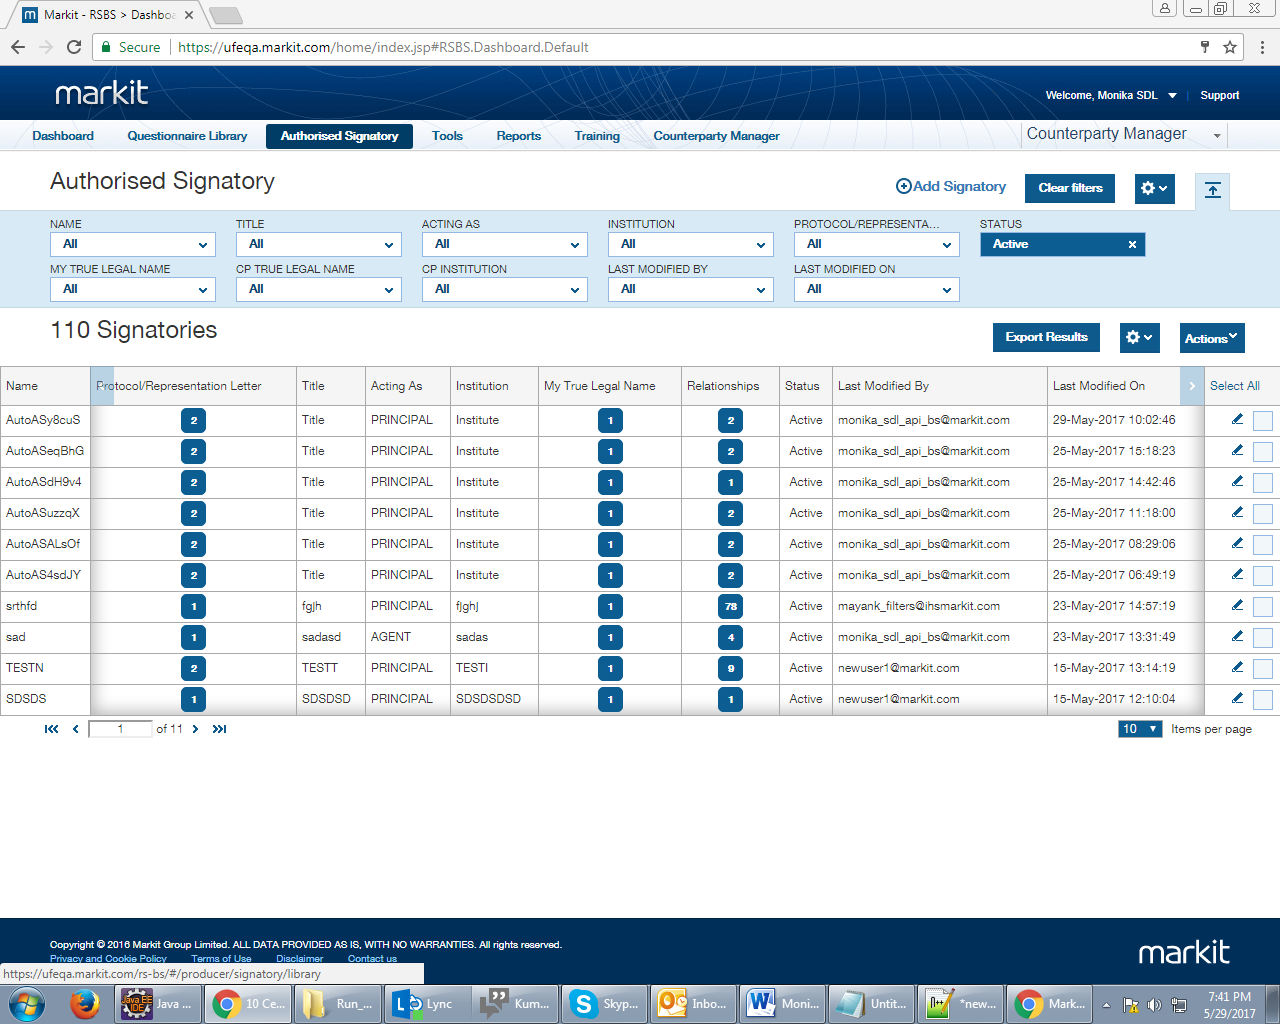 Markit - RSBS > Dashbo
Secure https://ufeqa.markit.com/home/index.jsp#RSBS.Dashboard.Default
markit
Welcome, Monika SDL Support
Dashboard Questionnaire Library Authorised Signatory Tools Reports Training Counterparty Manager Counterparty Manager
Authorised Signatory
Add Signatory Clear filters
NAME TITLE ACTING AS INSTITUTION PROTOCOL/REPRESENTA... STATUS
All All All All All Active
MY TRUE LEGAL NAME CP TRUE LEGAL NAME CP INSTITUTION LAST MODIFIED BY LAST MODIFIED ON
All All All All All
110 Signatories
Export Results Actions
Name Protocol/Representation Letter Title Acting As Institution My True Legal Name Relationships Status Last Modified By Last Modified On Select All
AutoASy8cuS 2 Title PRINCIPAL Institute 1 2 Active monika_sdl_api_bs@markit.com 29-May-2017 10:02:46
AutoASeqBhG 2 Title PRINCIPAL Institute 1 2 Active monika_sdl_api_bs@markit.com 25-May-2017 15:18:23
AutoASdH9v4 2 Title PRINCIPAL Institute 1 1 Active monika_sdl_api_bs@markit.com 25-May-2017 14:42:46
AutoASuzzqX 2 Title PRINCIPAL Institute 1 2 Active monika_sdl_api_bs@markit.com 25-May-2017 11:18:00
AutoASALsOf 2 Title PRINCIPAL Institute 1 2 Active monika_sdl_api_bs@markit.com 25-May-2017 08:29:06
AutoAS4sdJY 2 Title PRINCIPAL Institute 1 2 Active monika_sdl_api_bs@markit.com 25-May-2017 06:49:19
srthfd 1 fgjh PRINCIPAL fjghj 1 78 Active mayank_filters@ihsmarkit.com 23-May-2017 14:57:19
sad 1 sadasd AGENT sadas 1 4 Active monika_sdl_api_bs@markit.com 23-May-2017 13:31:49
TESTN 2 TESTT PRINCIPAL TESTI 1 9 Active newuser1@markit.com 15-May-2017 13:14:19
SDSDS 1 SDSDSD PRINCIPAL SDSDSDSD 1 1 Active newuser1@markit.com 15-May-2017 12:10:04
1 of 11 10 Items per page
Copyright © 2016 Markit Group Limited. ALL DATA PROVIDED AS IS, WITH NO WARRANTIES. All rights reserved.
Privacy and Cookie Policy Terms of Use Disclaimer Contact us
markit
https://ufeqa.markit.com/rs-bs/#/producer/signatory/library
Java ... 10 Ce... Run_... Lync Kum... Skyp... Inbo... Moni... Untit... *new... Mark...
7:41 PM
5/29/2017